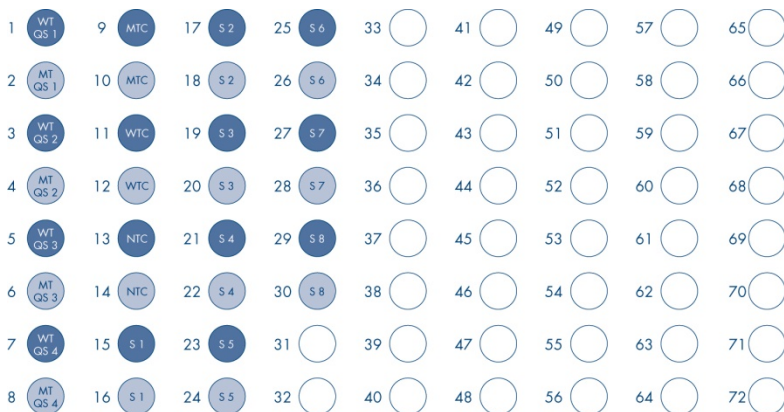 1 WT QS 1 9 MTC 17 S 2 25 S 6 33 41 49 57 65
2 MT QS 1 10 MTC 18 S 2 26 S 6 34 42 50 58 66
3 WT QS 2 11 WTC 19 S 3 27 S 7 35 43 51 59 67
4 MT QS 2 12 WTC 20 S 3 28 S 7 36 44 52 60 68
5 WT QS 3 13 NTC 21 S 4 29 S 8 37 45 53 61 69
6 MT QS 3 14 NTC 22 S 4 30 S 8 38 46 54 62 70
7 WT QS 4 15 S 1 23 S 5 31 39 47 55 63 71
8 MT QS 4 16 S 1 24 S 5 32 40 48 56 64 72